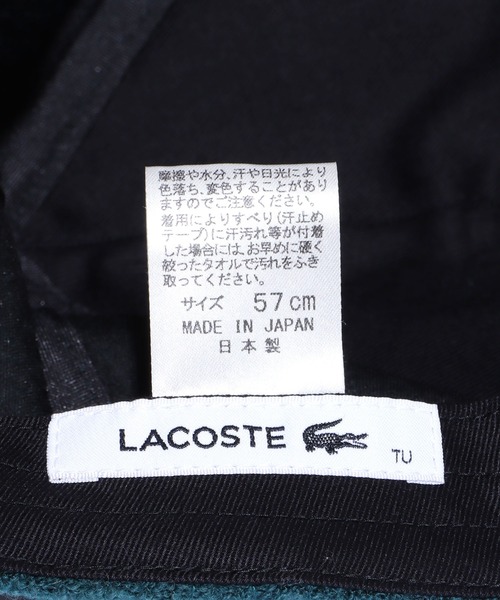 摩擦や水分、汗や日光により
色落ち、変色することがあり
ますのでご注意ください。
着用によりすべり(汗止め
テープ)に汗汚れ等が付着
した場合には、お早めに硬く
絞ったタオルで汚れをふき
取ってください。
サイズ 57cm
MADE IN JAPAN
日本製
LACOSTE
TU